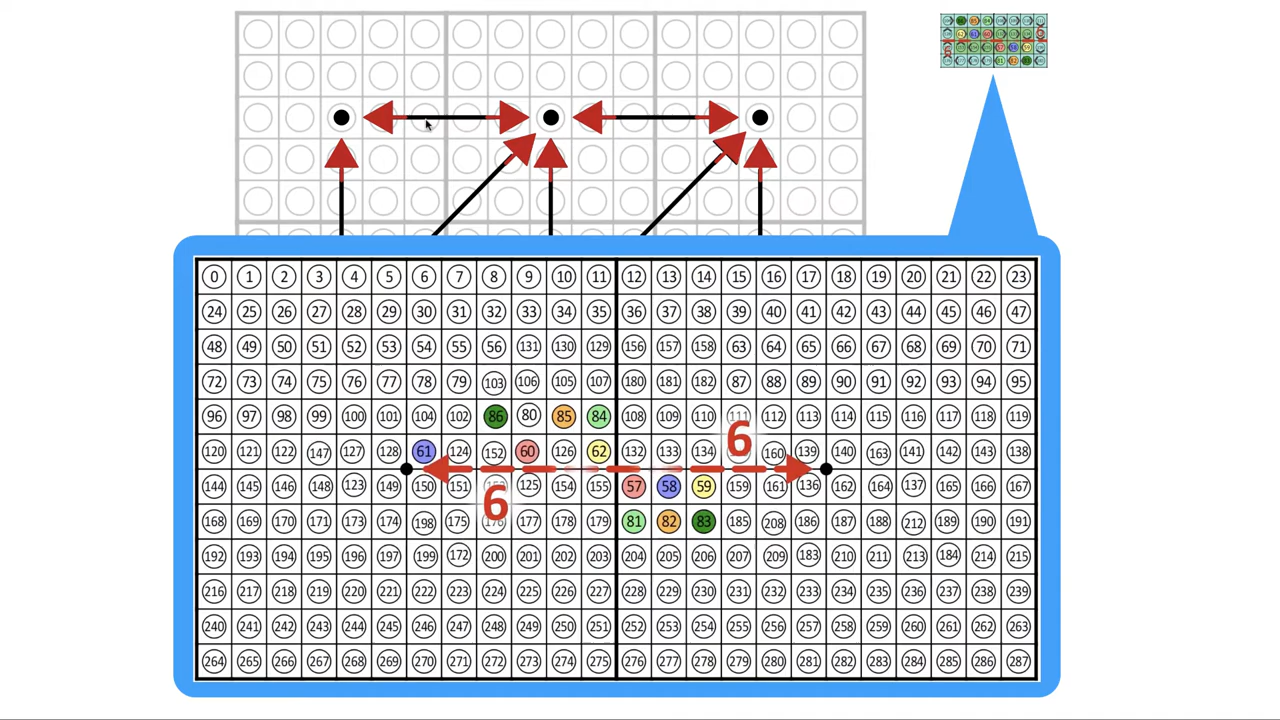 0 1 2 3 4 5 6 7 8 9 10 11 12 13 14 15 16 17 18 19 20 21 22 23
24 25 26 27 28 29 30 31 32 33 34 35 36 37 38 39 40 41 42 43 44 45 46 47
48 49 50 51 52 53 54 55 56 131 130 129 156 157 158 63 64 65 66 67 68 69 70 71
72 73 74 75 76 77 78 79 103 106 105 107 180 181 182 87 88 89 90 91 92 93 94 95
96 97 98 99 100 101 104 102 86 80 85 84 108 109 110 111 112 113 114 115 116 117 118 119
120 121 122 147 127 128 61 124 152 60 126 62 132 133 134 160 139 140 163 141 142 143 138
6
144 145 146 148 123 149 150 151 125 154 155 57 58 59 159 161 136 162 164 137 165 166 167
6
168 169 170 171 173 174 198 175 176 177 178 179 81 82 83 185 208 186 187 188 212 189 190 191
192 193 194 195 196 197 199 172 200 201 202 203 204 205 206 207 209 183 210 211 213 184 214 215
216 217 218 219 220 221 222 223 224 225 226 227 228 229 230 231 232 233 234 235 236 237 238 239
240 241 242 243 244 245 246 247 248 249 250 251 252 253 254 255 256 257 258 259 260 261 262 263
264 265 266 267 268 269 270 271 272 273 274 275 276 277 278 279 280 281 282 283 284 285 286 287